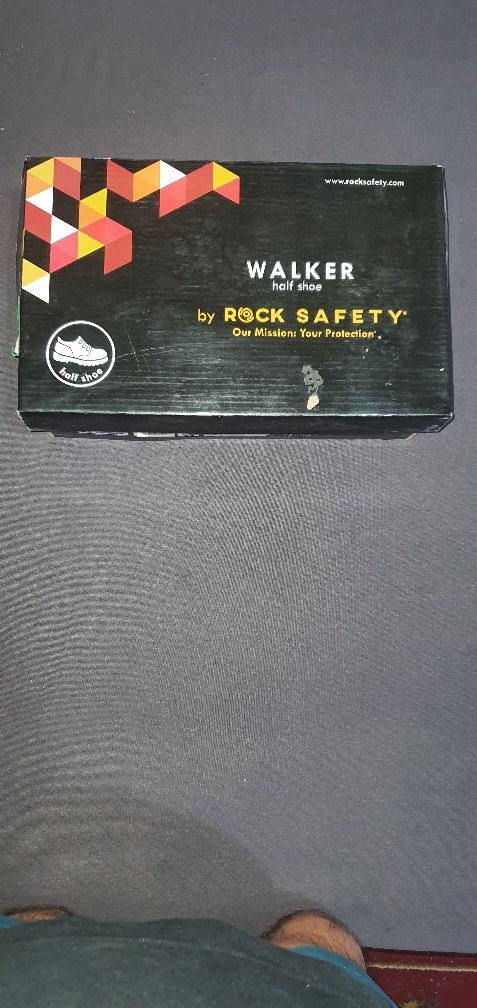 www.rocksafety.com
WALKER
half shoe
by ROCK SAFETY
Our Mission: Your Protection
half shoe